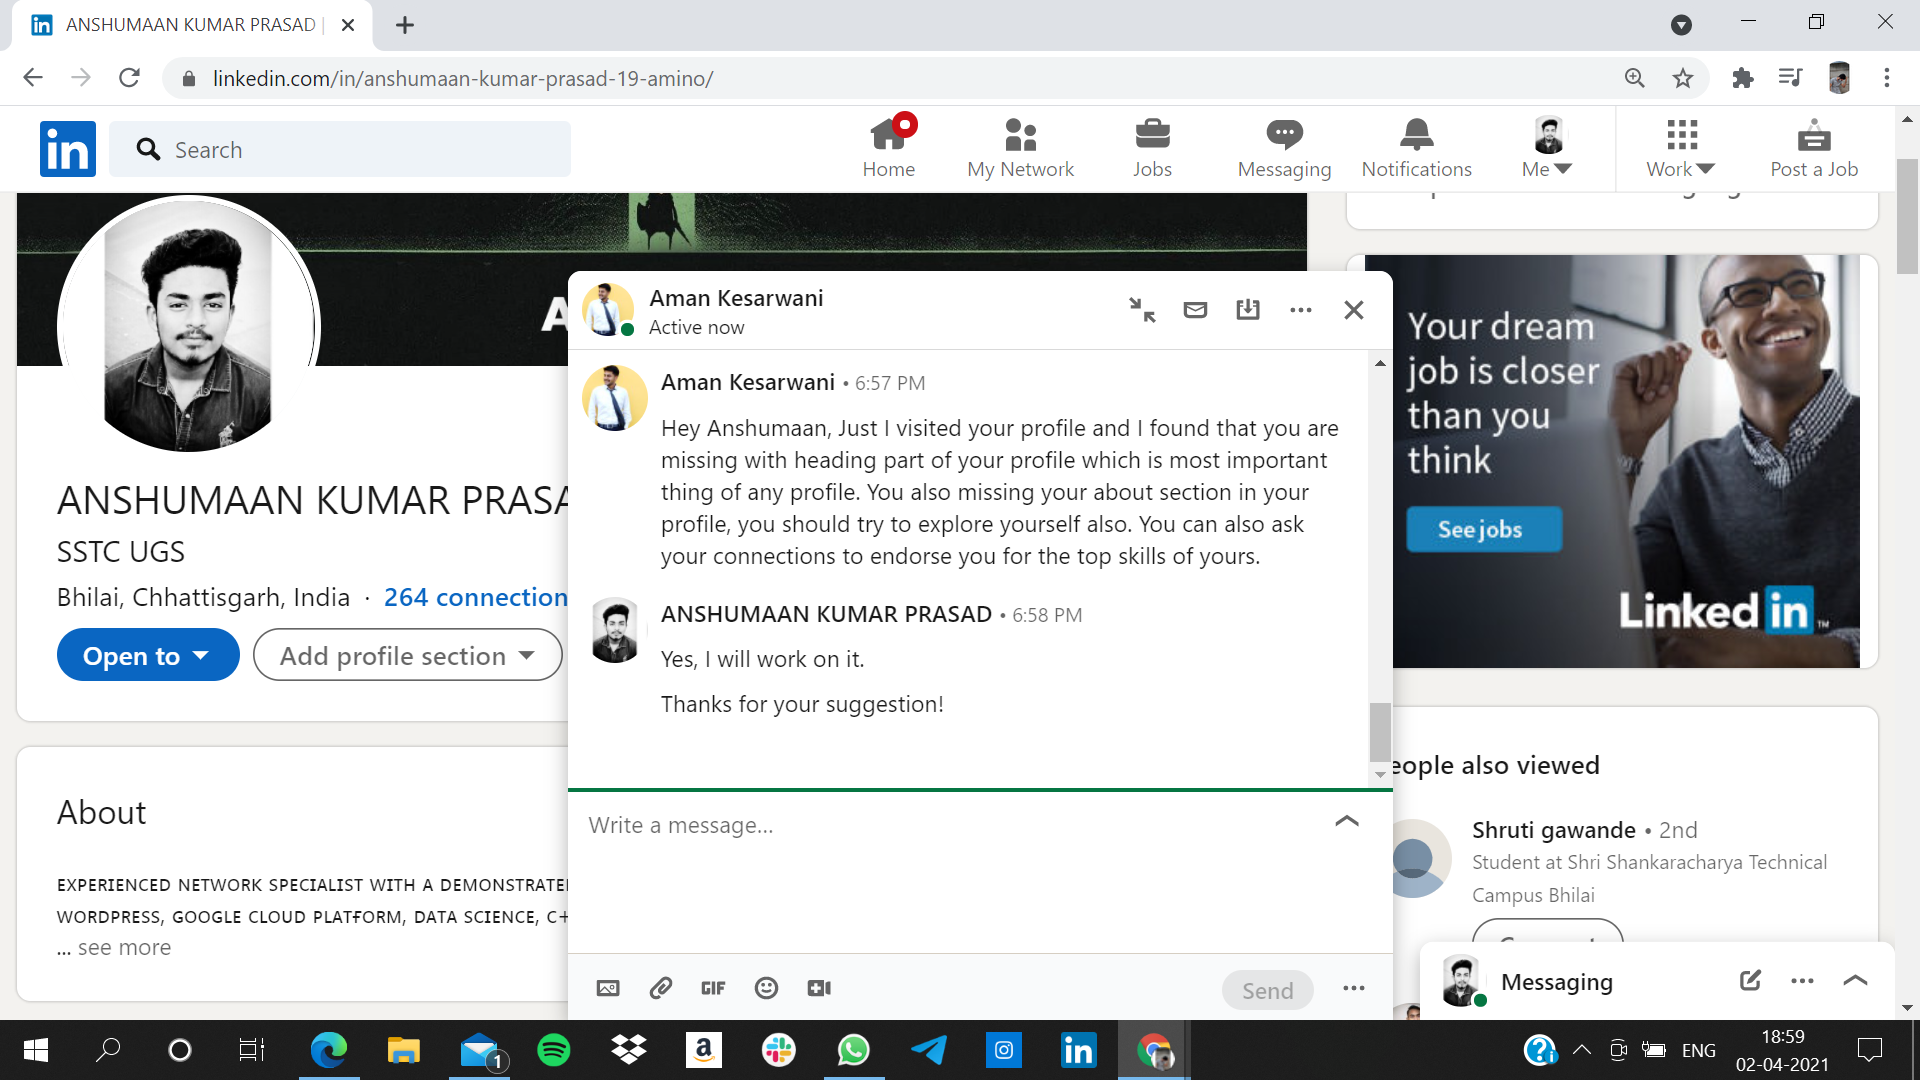 ANSHUMAAN KUMAR PRASAD |
linkedin.com/in/anshumaan-kumar-prasad-19-amino/
in
Search
Home
My Network
Jobs
Messaging
Notifications
Me
Work
Post a Job
A
ANSHUMAAN KUMAR PRASA
SSTC UGS
Bhilai, Chhattisgarh, India · 264 connection
Open to
Add profile section
About
EXPERIENCED NETWORK SPECIALIST WITH A DEMONSTRATE
WORDPRESS, GOOGLE CLOUD PLATFORM, DATA SCIENCE, C+
... see more
Aman Kesarwani
Active now
Aman Kesarwani • 6:57 PM
Hey Anshumaan, Just I visited your profile and I found that you are
missing with heading part of your profile which is most important
thing of any profile. You also missing your about section in your
profile, you should try to explore yourself also. You can also ask
your connections to endorse you for the top skills of yours.
ANSHUMAAN KUMAR PRASAD • 6:58 PM
Yes, I will work on it.
Thanks for your suggestion!
Write a message...
GIF
Send
Your dream
job is closer
than you
think
See jobs
Linked in ™
eople also viewed
Shruti gawande • 2nd
Student at Shri Shankaracharya Technical
Campus Bhilai
Messaging
1
ENG
18:59
02-04-2021